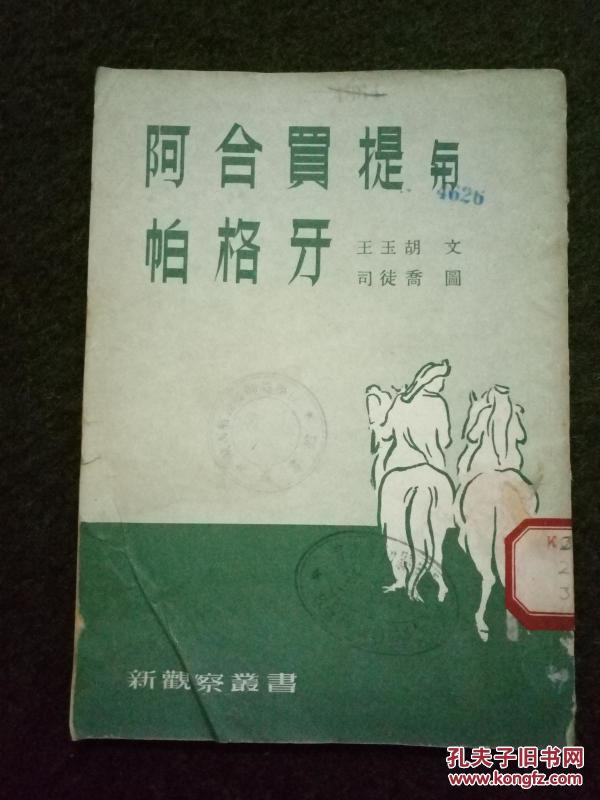 阿合買提與
4626
帕格牙
王玉胡 文
司徒喬 圖
新觀察叢書
孔夫子旧书网
www.kongfz.com